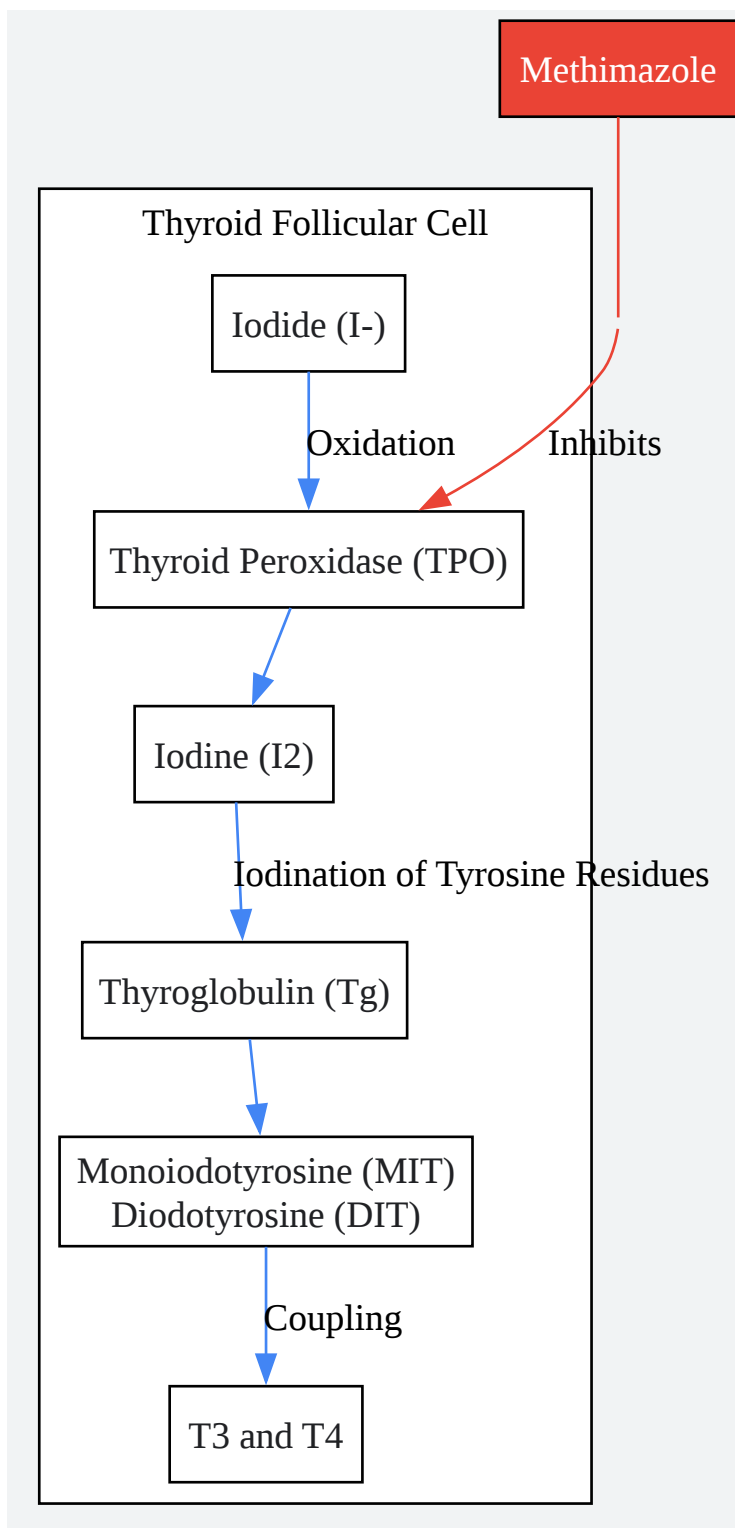 Methimazole
Thyroid Follicular Cell
Iodide (I-)
Oxidation
Inhibits
Thyroid Peroxidase (TPO)
Iodine (I2)
Iodination of Tyrosine Residues
Thyroglobulin (Tg)
Monoiodotyrosine (MIT)
Diodotyrosine (DIT)
Coupling
T3 and T4